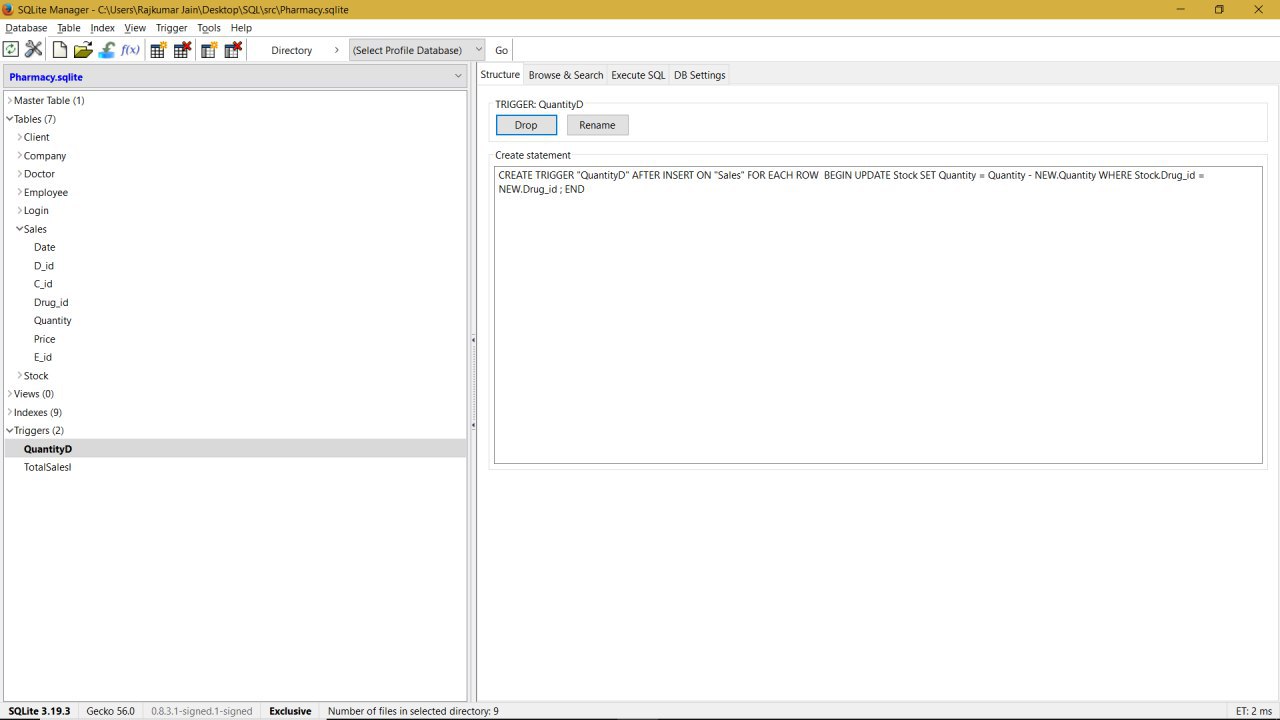 SQLite Manager - C:\Users\Rajkumar Jain\Desktop\SQL\src\Pharmacy.sqlite
Database Table Index View Trigger Tools Help
f(x) Directory (Select Profile Database) Go
Pharmacy.sqlite
Structure Browse & Search Execute SQL DB Settings
Master Table (1)
Tables (7)
Client
Company
Doctor
Employee
Login
Sales
Date
D_id
C_id
Drug_id
Quantity
Price
E_id
Stock
Views (0)
Indexes (9)
Triggers (2)
QuantityD
TotalSalesI
TRIGGER: QuantityD
Drop Rename
Create statement
CREATE TRIGGER "QuantityD" AFTER INSERT ON "Sales" FOR EACH ROW  BEGIN UPDATE Stock SET Quantity = Quantity - NEW.Quantity WHERE Stock.Drug_id =
NEW.Drug_id ; END
SQLite 3.19.3 Gecko 56.0 0.8.3.1-signed.1-signed Exclusive Number of files in selected directory: 9 ET: 2 ms